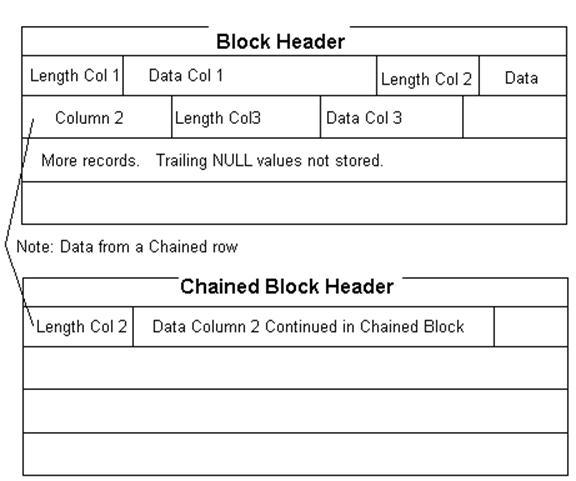 Block Header
Length Col 1 Data Col 1 Length Col 2 Data
Column 2 Length Col3 Data Col 3
More records. Trailing NULL values not stored.
Note: Data from a Chained row
Chained Block Header
Length Col 2 Data Column 2 Continued in Chained Block